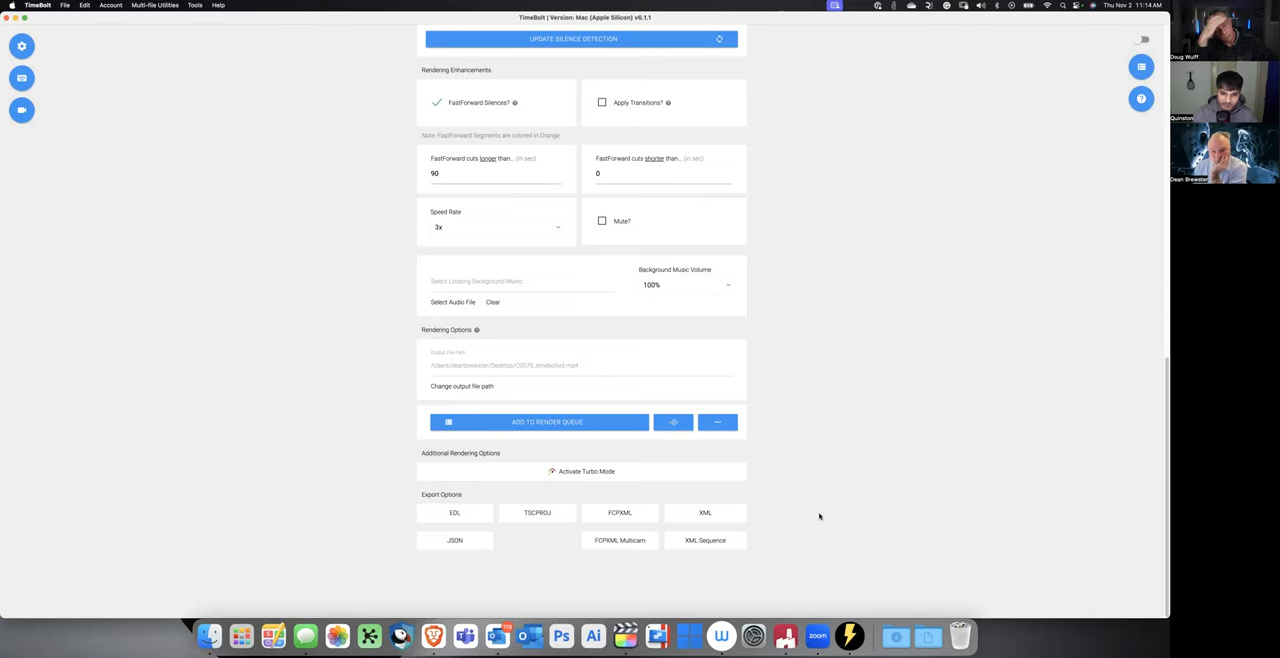 TimeBolt File Edit Account Multi-file Utilities Tools Help
Thu Nov 2 11:14 AM
TimeBolt | Version: Mac (Apple Silicon) v6.1.1
UPDATE SILENCE DETECTION
Rendering Enhancements
FastForward Silences?
Apply Transitions?
Note: FastForward Segments are colored in Orange
FastForward cuts longer than... (in sec)
FastForward cuts shorter than... (in sec)
90
0
Speed Rate
3x
Mute?
Background Music Volume
Select Looping Background Music
100%
Select Audio File Clear
Rendering Options
Output File Path
/Users/deanbrewster/Desktop/C0079_timebolted.mp4
Change output file path
ADD TO RENDER QUEUE
Additional Rendering Options
Activate Turbo Mode
Export Options
EDL TSCPROJ FCPXML XML
JSON FCPXML Multicam XML Sequence
Doug Wulff
Quinston
Dean Brewster
119
Ps
Ai
W
zoom